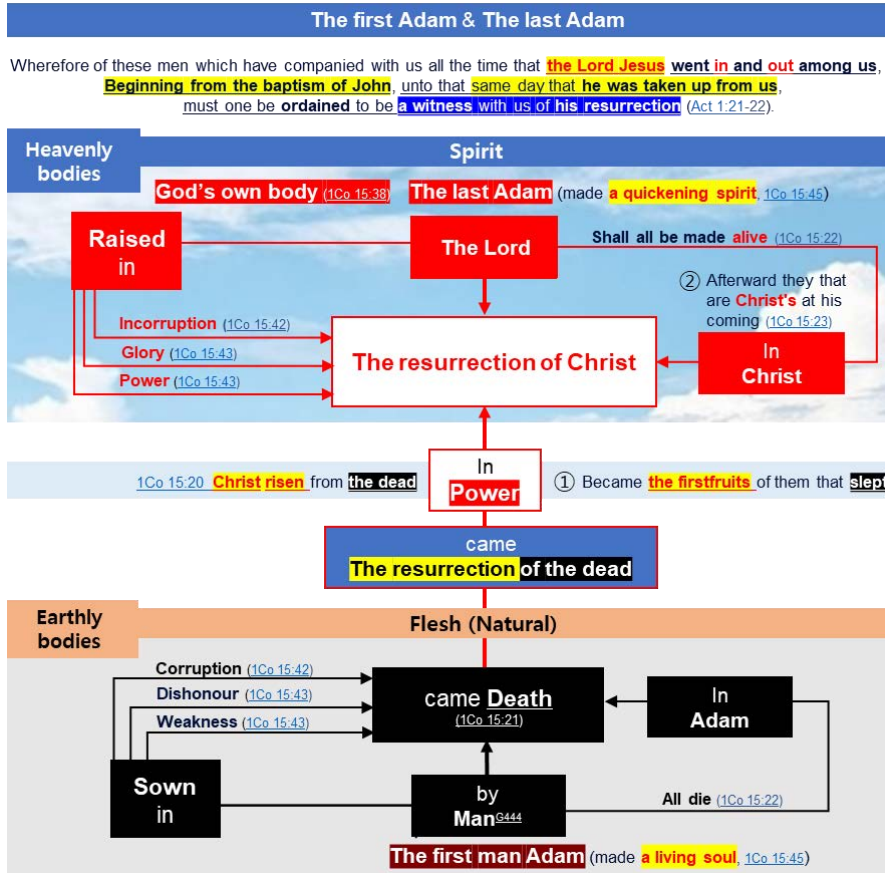 The first Adam & The last Adam
Wherefore of these men which have companied with us all the time that the Lord Jesus went in and out among us,
Beginning from the baptism of John, unto that same day that he was taken up from us,
must one be ordained to be a witness with us of his resurrection (Act 1:21-22).
Heavenly
bodies
Spirit
God's own body (1Co 15:38) The last Adam (made a quickening spirit, 1Co 15:45)
Raised
in
The Lord
Shall all be made alive (1Co 15:22)
② Afterward they that
are Christ's at his
coming (1Co 15:23)
Incorruption (1Co 15:42)
Glory (1Co 15:43)
Power (1Co 15:43)
The resurrection of Christ
In
Christ
1Co 15:20 Christ risen from the dead
In
Power
① Became the firstfruits of them that slept
came
The resurrection of the dead
Earthly
bodies
Flesh (Natural)
Corruption (1Co 15:42)
Dishonour (1Co 15:43)
Weakness (1Co 15:43)
came Death
(1Co 15:21)
In
Adam
Sown
in
by
Man G444
All die (1Co 15:22)
The first man Adam (made a living soul, 1Co 15:45)